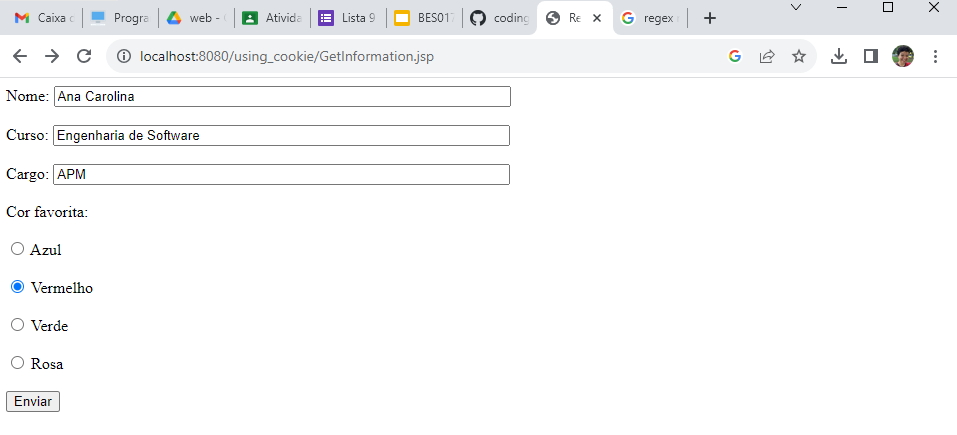 Caixa d
Progra
web - (
Ativida
Lista 9
BES017
coding
Re
regex r
localhost:8080/using_cookie/GetInformation.jsp
Nome: Ana Carolina
Curso: Engenharia de Software
Cargo: APM
Cor favorita:
Azul
Vermelho
Verde
Rosa
Enviar